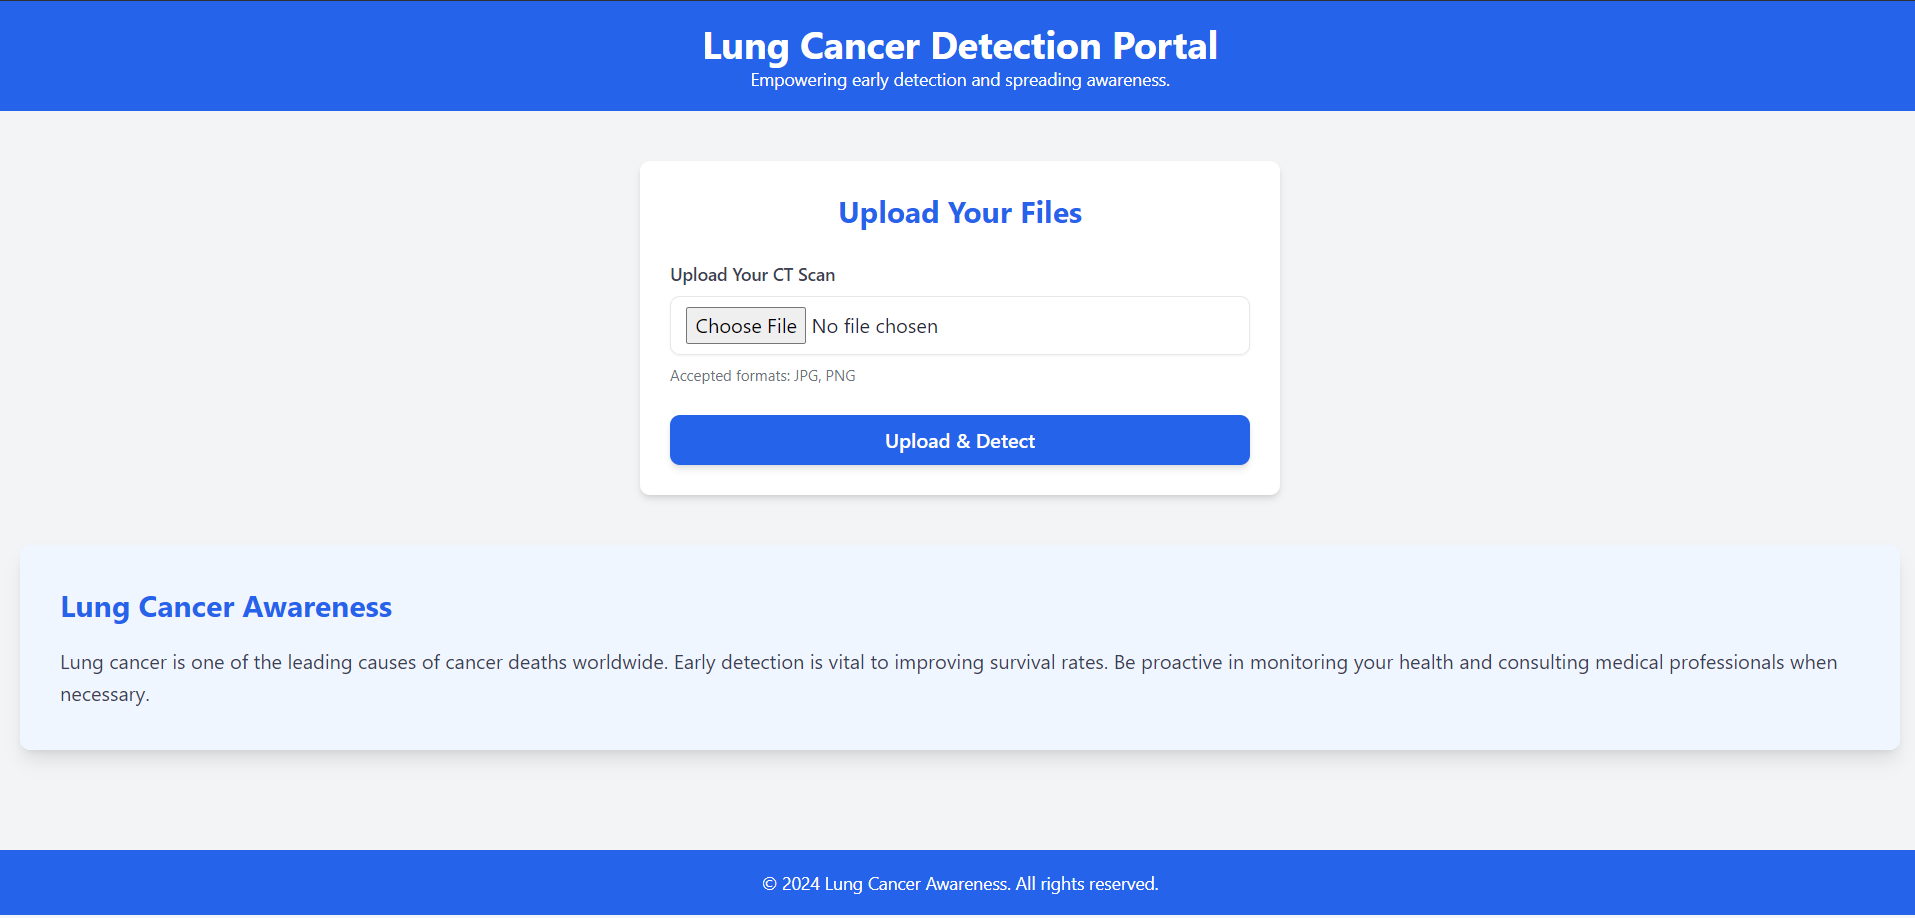 Lung Cancer Detection Portal
Empowering early detection and spreading awareness.
Upload Your Files
Upload Your CT Scan
Choose File No file chosen
Accepted formats: JPG, PNG
Upload & Detect
Lung Cancer Awareness
Lung cancer is one of the leading causes of cancer deaths worldwide. Early detection is vital to improving survival rates. Be proactive in monitoring your health and consulting medical professionals when
necessary.
© 2024 Lung Cancer Awareness. All rights reserved.